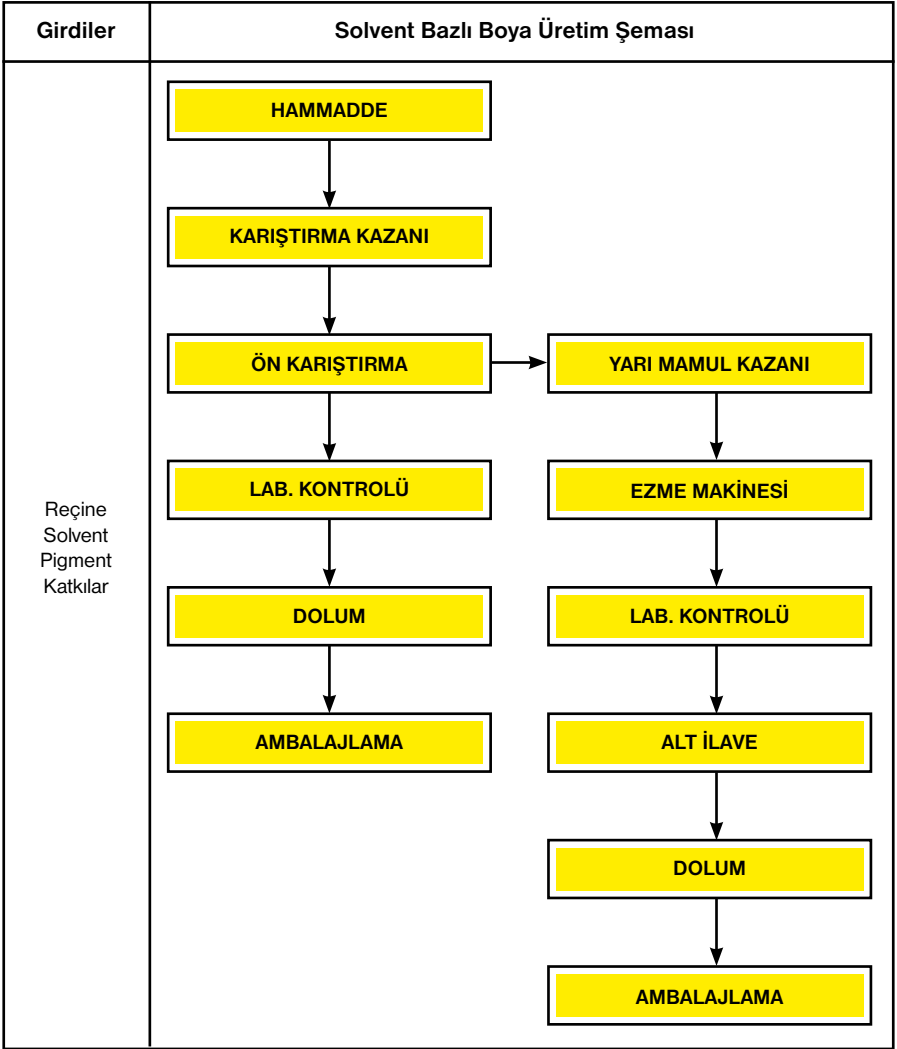 Girdiler
Solvent Bazlı Boya Üretim Şeması
Reçine
Solvent
Pigment
Katkılar
HAMMADDE
KARIŞTIRMA KAZANI
ÖN KARIŞTIRMA
LAB. KONTROLÜ
DOLUM
AMBALAJLAMA
YARI MAMUL KAZANI
EZME MAKİNESİ
LAB. KONTROLÜ
ALT İLAVE
DOLUM
AMBALAJLAMA